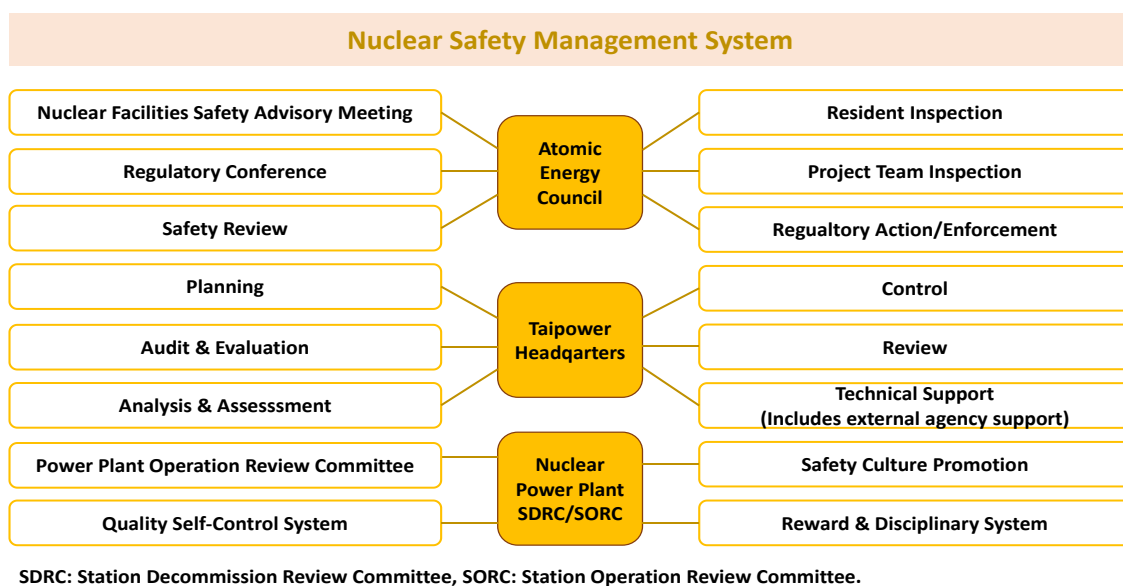 Nuclear Safety Management System
Nuclear Facilities Safety Advisory Meeting
Regulatory Conference
Safety Review
Atomic
Energy
Council
Resident Inspection
Project Team Inspection
Regualtory Action/Enforcement
Planning
Audit & Evaluation
Analysis & Assesssment
Taipower
Headqarters
Control
Review
Technical Support
(Includes external agency support)
Power Plant Operation Review Committee
Quality Self-Control System
Nuclear
Power Plant
SDRC/SORC
Safety Culture Promotion
Reward & Disciplinary System
SDRC: Station Decommission Review Committee, SORC: Station Operation Review Committee.